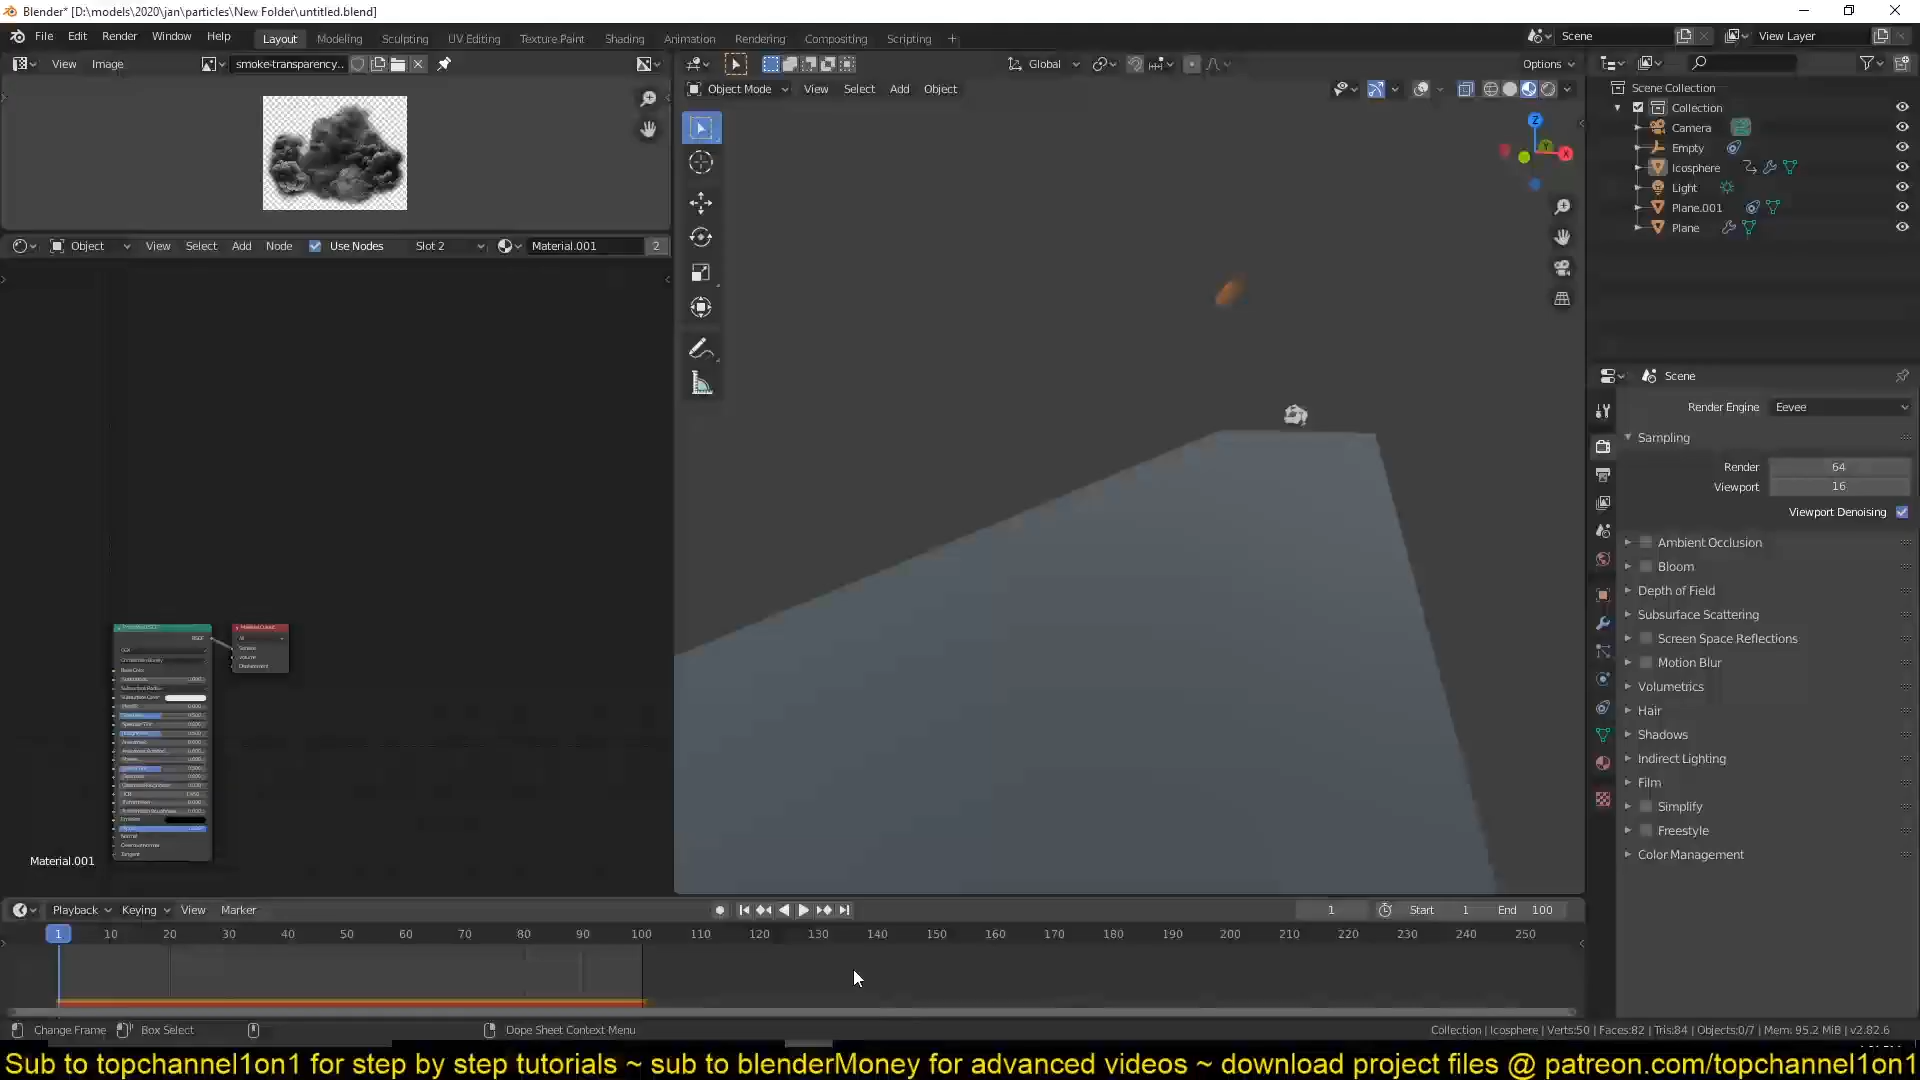 Blender* [D:\models\2020\jan\particles\New Folder\untitled.blend]
File Edit Render Window Help Layout Modeling Sculpting UV Editing Texture Paint Shading Animation Rendering Compositing Scripting + Scene View Layer
View Image smoke-transparency.. Global Options
Object Mode View Select Add Object
Scene Collection
Collection
Camera
Empty
Icosphere
Light
Plane.001
Plane
Z
Y
X
Object View Select Add Node Object Use Nodes Slot 2 Material.001 2
Scene
Render Engine Eevee
Sampling
Render 64
Viewport 16
Viewport Denoising
Ambient Occlusion
Bloom
Depth of Field
Subsurface Scattering
Screen Space Reflections
Motion Blur
Volumetrics
Hair
Shadows
Indirect Lighting
Film
Simplify
Freestyle
Color Management
Material.001
Playback Keying View Marker 1 Start 1 End 100
1 10 20 30 40 50 60 70 80 90 100 110 120 130 140 150 160 170 180 190 200 210 220 230 240 250
Change Frame Box Select Dope Sheet Context Menu Collection | Icosphere | Verts:50 | Faces:82 | Tris:84 | Objects:0/7 | Mem: 95.2 MiB | v2.82.6
Sub to topchannel1on1 for step by step tutorials ~ sub to blenderMoney for advanced videos ~ download project files @ patreon.com/topchannel1on1